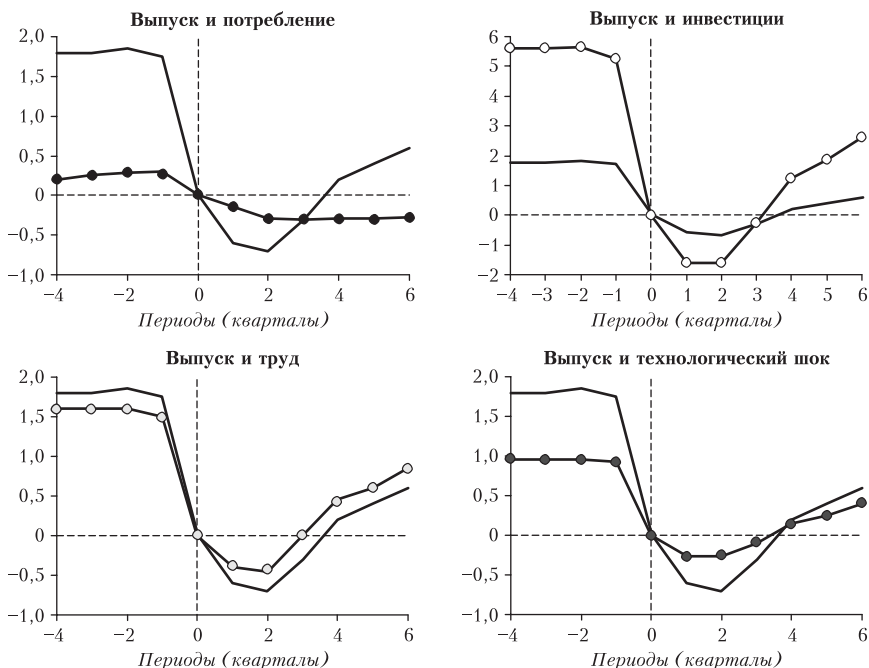 Выпуск и потребление
2,0
1,5
1,0
0,5
0
−0,5
−1,0
−4 −2 0 2 4 6
Периоды (кварталы)
Выпуск и инвестиции
6
5
4
3
2
1
0
−1
−2
−4 −3 −2 −1 0 1 2 3 4 5 6
Периоды (кварталы)
Выпуск и труд
2,0
1,5
1,0
0,5
0
−0,5
−1,0
−4 −2 0 2 4 6
Периоды (кварталы)
Выпуск и технологический шок
2,0
1,5
1,0
0,5
0
−0,5
−1,0
−4 −2 0 2 4 6
Периоды (кварталы)